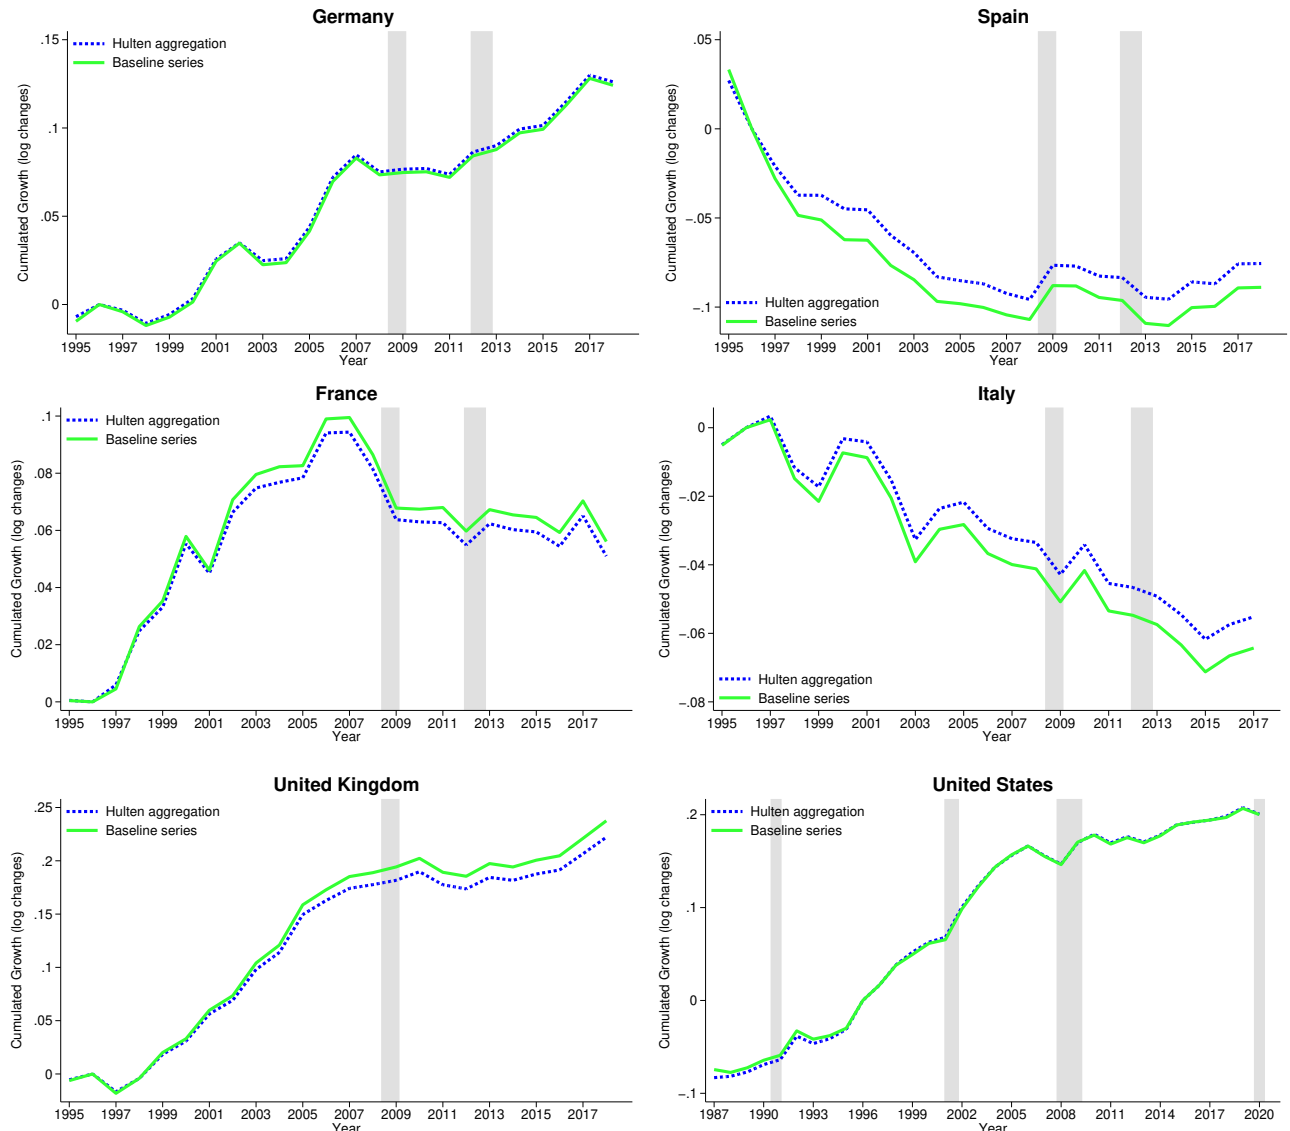 Germany
Hulten aggregation
Baseline series
Cumulated Growth (log changes)
.15
.1
.05
0
1995 1997 1999 2001 2003 2005 2007 2009 2011 2013 2015 2017
Year
Spain
Hulten aggregation
Baseline series
Cumulated Growth (log changes)
.05
0
−.05
−.1
1995 1997 1999 2001 2003 2005 2007 2009 2011 2013 2015 2017
Year
France
Hulten aggregation
Baseline series
Cumulated Growth (log changes)
.1
.08
.06
.04
.02
0
1995 1997 1999 2001 2003 2005 2007 2009 2011 2013 2015 2017
Year
Italy
Hulten aggregation
Baseline series
Cumulated Growth (log changes)
0
−.02
−.04
−.06
−.08
1995 1997 1999 2001 2003 2005 2007 2009 2011 2013 2015 2017
Year
United Kingdom
Hulten aggregation
Baseline series
Cumulated Growth (log changes)
.25
.2
.15
.1
.05
0
1995 1997 1999 2001 2003 2005 2007 2009 2011 2013 2015 2017
Year
United States
Hulten aggregation
Baseline series
Cumulated Growth (log changes)
.2
.1
0
−.1
1987 1990 1993 1996 1999 2002 2005 2008 2011 2014 2017 2020
Year